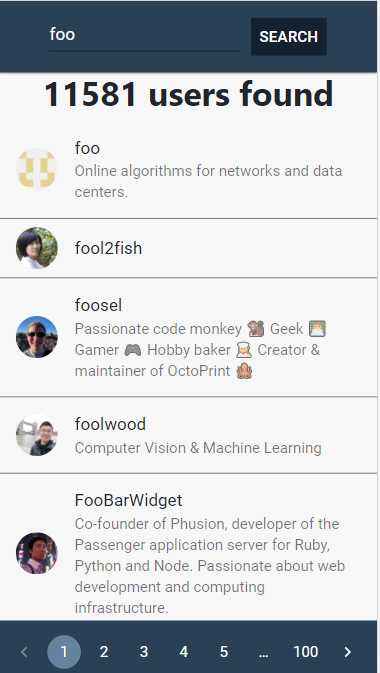 foo
SEARCH
11581 users found
foo
Online algorithms for networks and data
centers.
fool2fish
foosel
Passionate code monkey 🐒 Geek 🤓
Gamer 🎮 Hobby baker 👩‍🍳 Creator &
maintainer of OctoPrint 🐙
foolwood
Computer Vision & Machine Learning
FooBarWidget
Co-founder of Phusion, developer of the
Passenger application server for Ruby,
Python and Node. Passionate about web
development and computing
infrastructure.
‹ 1 2 3 4 5 … 100 ›